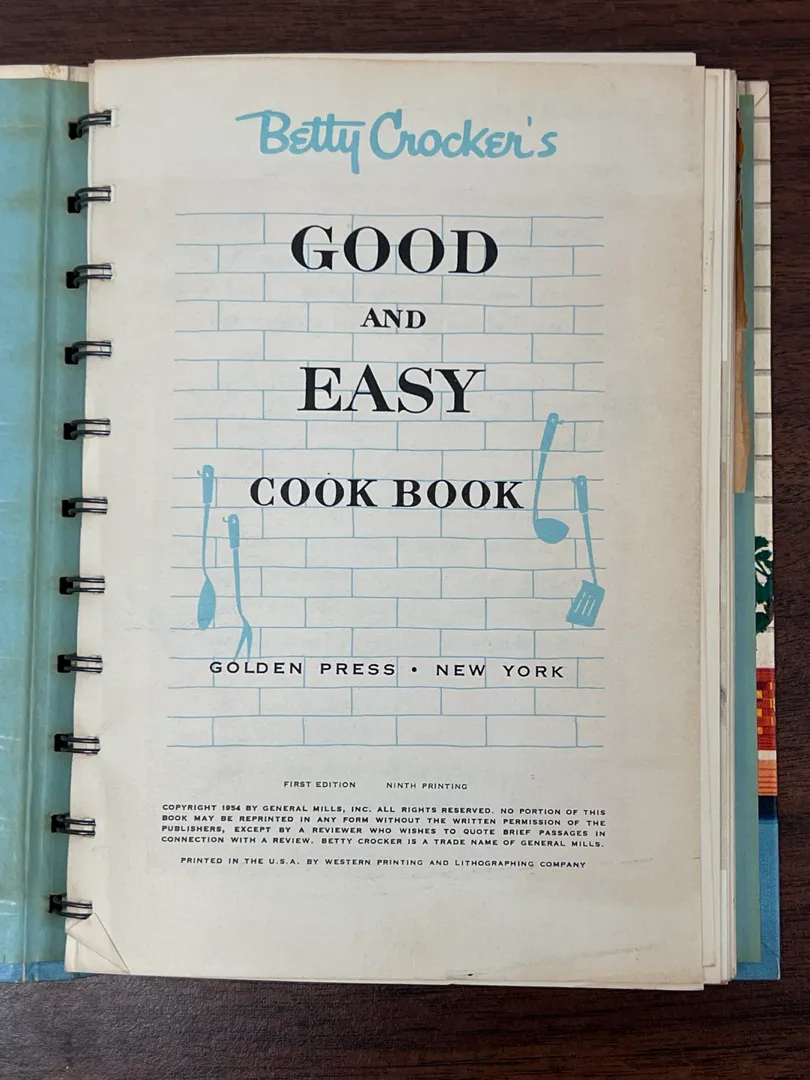 Betty Crocker's
GOOD
AND
EASY
COOK BOOK
GOLDEN PRESS • NEW YORK
FIRST EDITION NINTH PRINTING
COPYRIGHT 1954 BY GENERAL MILLS, INC. ALL RIGHTS RESERVED. NO PORTION OF THIS
BOOK MAY BE REPRINTED IN ANY FORM WITHOUT THE WRITTEN PERMISSION OF THE
PUBLISHERS, EXCEPT BY A REVIEWER WHO WISHES TO QUOTE BRIEF PASSAGES IN
CONNECTION WITH A REVIEW. BETTY CROCKER IS A TRADE NAME OF GENERAL MILLS.
PRINTED IN THE U.S.A. BY WESTERN PRINTING AND LITHOGRAPHING COMPANY